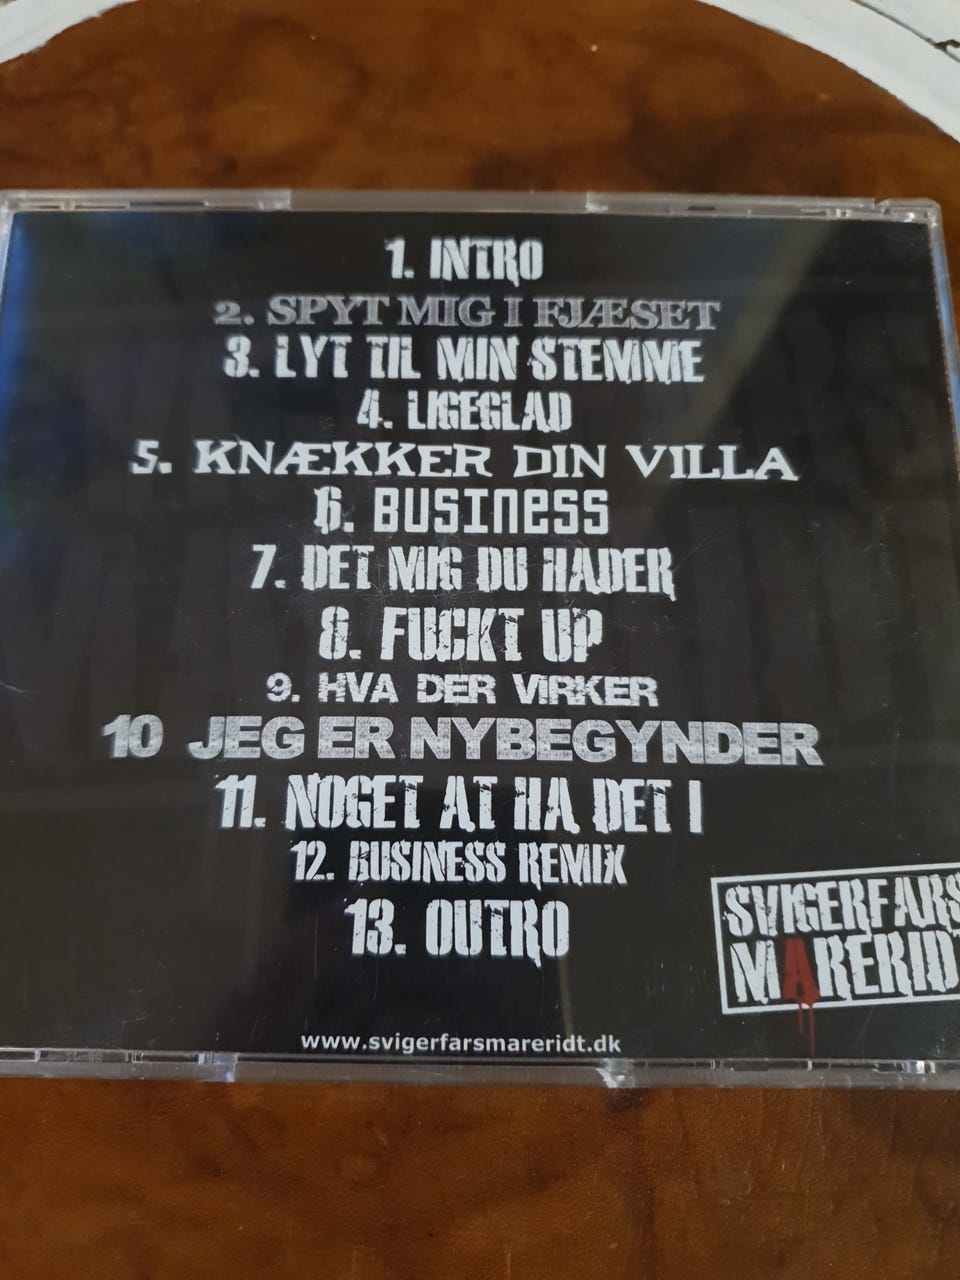 1. INTRO
2. SPYT MIG I FJÆSET
3. LYT TIL MIN STEMME
4. LIGEGLAD
5. KNÆKKER DIN VILLA
6. BUSINESS
7. DET MIG DU HADER
8. FUCKT UP
9. HVA DER VIRKER
10 JEG ER NYBEGYNDER
11. NOGET AT HA DET I
12. BUSINESS REMIX
13. OUTRO
SVIGERFARS
MARERIDT
www.svigerfarsmareridt.dk